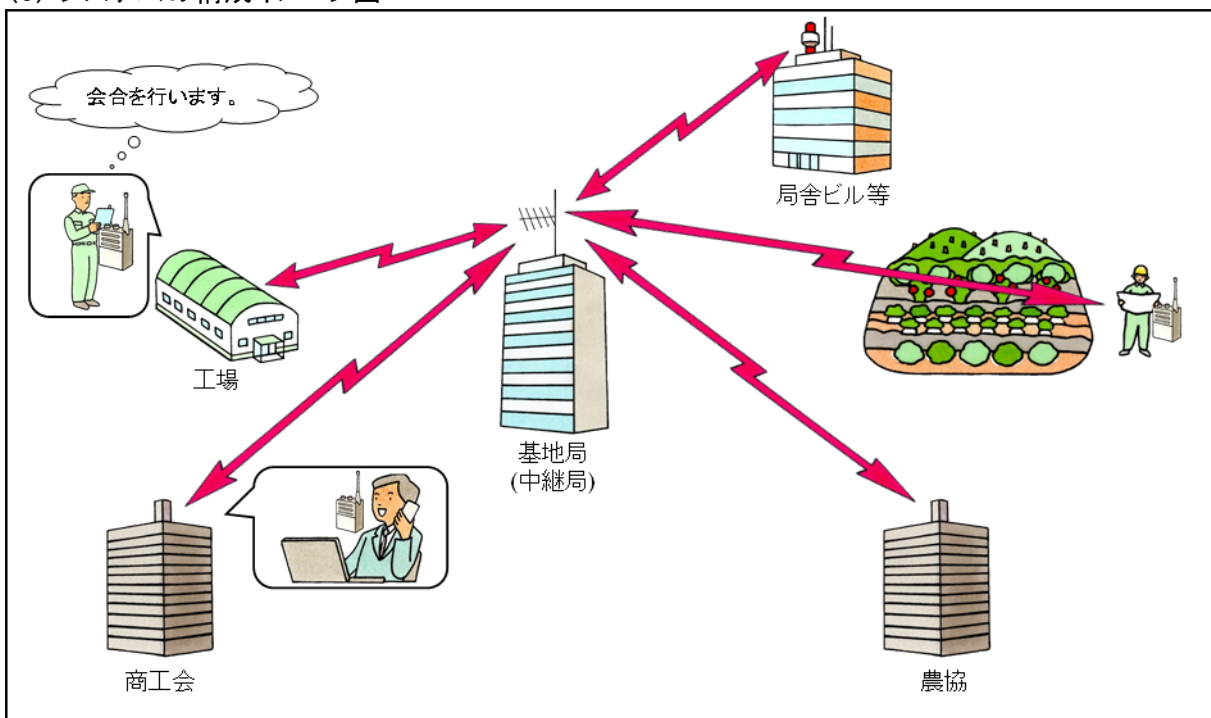 会合を行います。
局舎ビル等
工場
基地局
(中継局)
商工会
農協